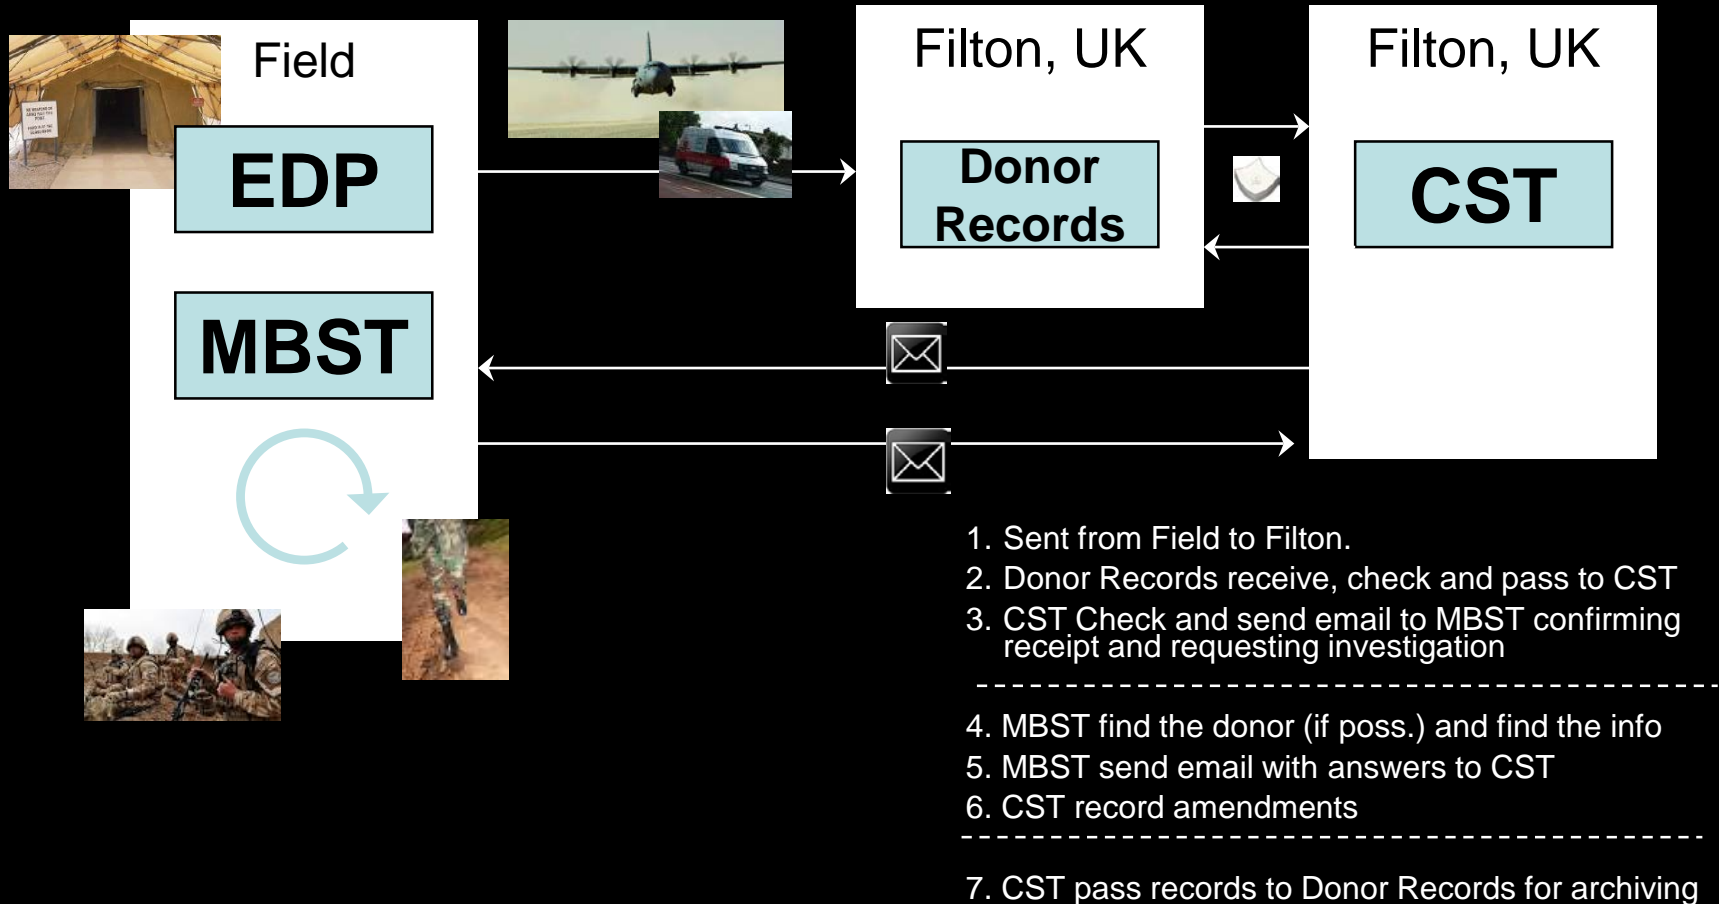 Field
EDP
MBST
Filton, UK
Donor
Records
Filton, UK
CST
1. Sent from Field to Filton.
2. Donor Records receive, check and pass to CST
3. CST Check and send email to MBST confirming
receipt and requesting investigation
4. MBST find the donor (if poss.) and find the info
5. MBST send email with answers to CST
6. CST record amendments
7. CST pass records to Donor Records for archiving